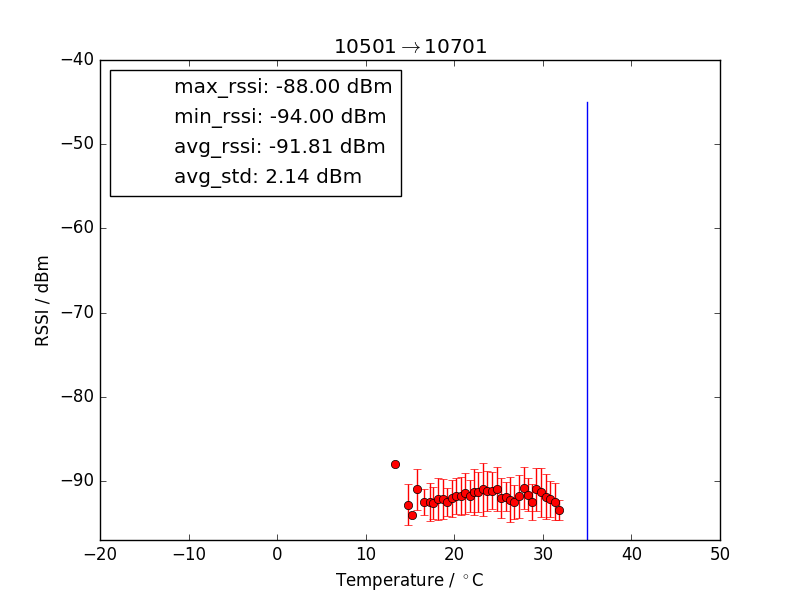 10501→10701
max_rssi: -88.00 dBm
min_rssi: -94.00 dBm
avg_rssi: -91.81 dBm
avg_std: 2.14 dBm
−40
−50
−60
−70
−80
−90
RSSI / dBm
−20
−10
0
10
20
30
40
50
Temperature / °C